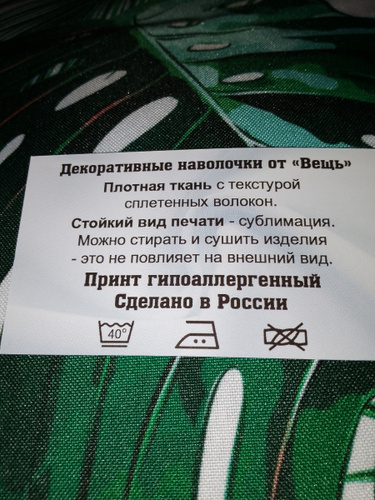 Декоративные наволочки от «Вещь»
Плотная ткань с текстурой
сплетенных волокон.
Стойкий вид печати - сублимация.
Можно стирать и сушить изделия
- это не повлияет на внешний вид.
Принт гипоаллергенный
Сделано в России
40°